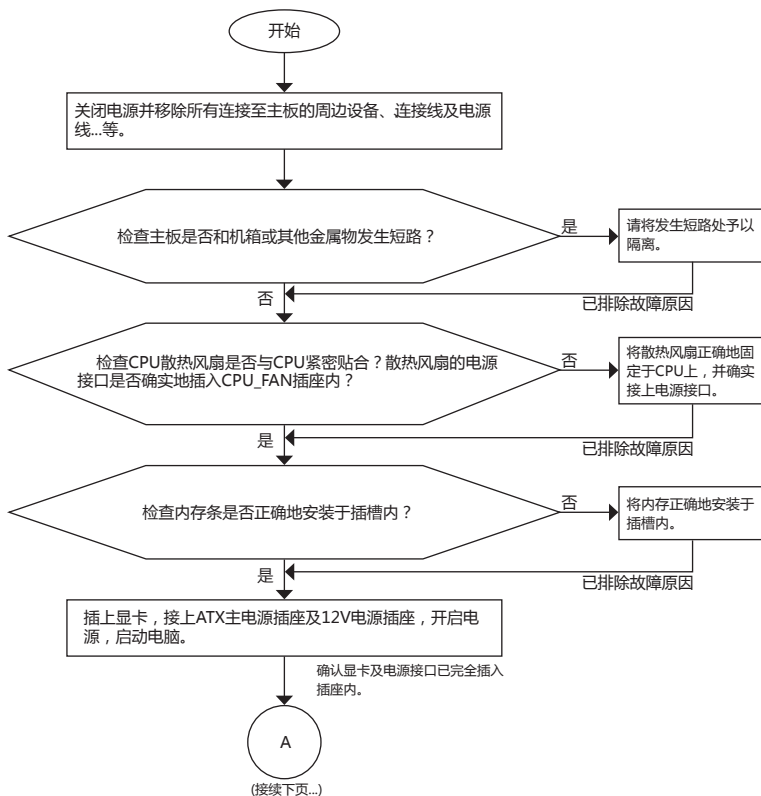 开始
关闭电源并移除所有连接至主板的周边设备、连接线及电源
线...等。
检查主板是否和机箱或其他金属物发生短路？
是
请将发生短路处予以
隔离。
否
已排除故障原因
检查CPU散热风扇是否与CPU紧密贴合？散热风扇的电源
接口是否确实地插入CPU_FAN插座内？
否
将散热风扇正确地固
定于CPU上，并确实
接上电源接口。
是
已排除故障原因
检查内存条是否正确地安装于插槽内？
否
将内存正确地安装于
插槽内。
是
已排除故障原因
插上显卡，接上ATX主电源插座及12V电源插座，开启电
源，启动电脑。
确认显卡及电源接口已完全插入
插座内。
A
(接续下页...)